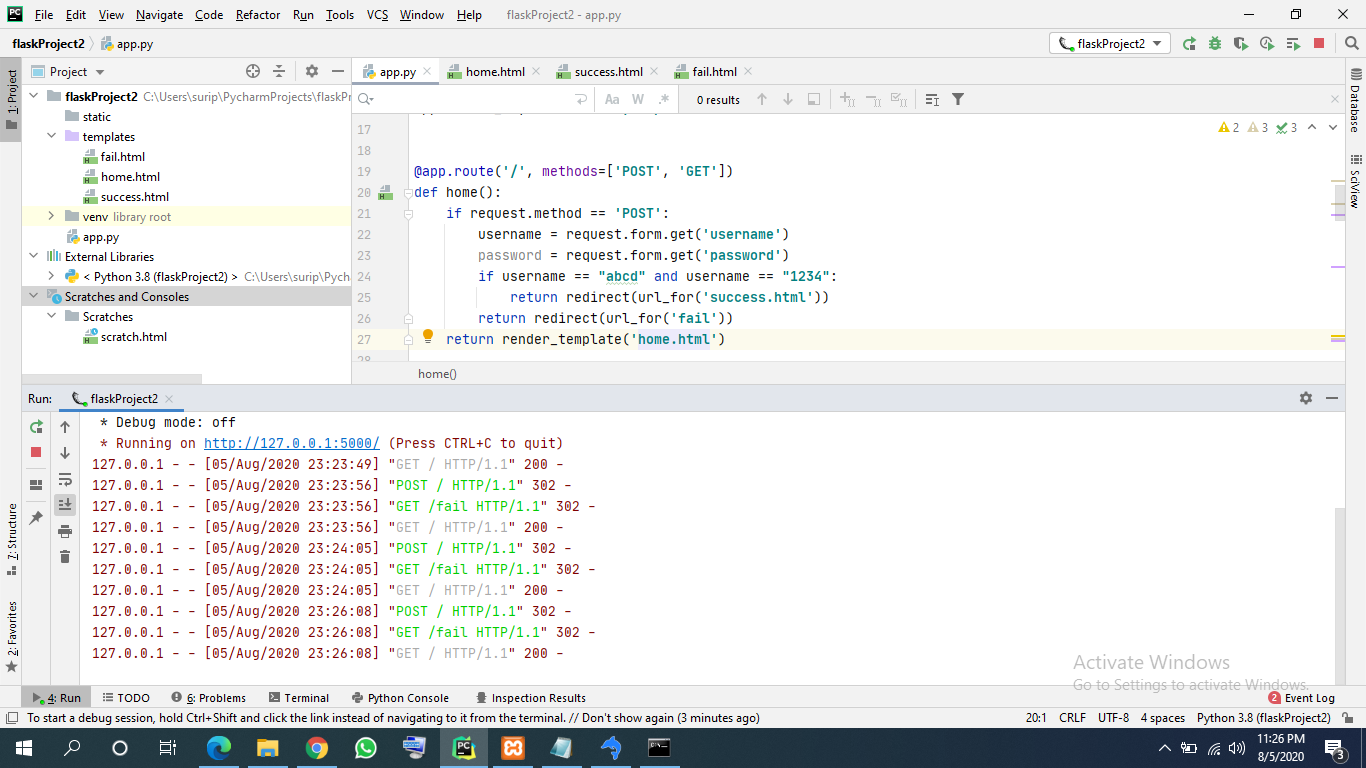 File Edit View Navigate Code Refactor Run Tools VCS Window Help flaskProject2 - app.py
flaskProject2 app.py flaskProject2
1: Project
Project
app.py home.html success.html fail.html
flaskProject2 C:\Users\surip\PycharmProjects\flaskPr
static
templates
fail.html
home.html
success.html
venv library root
app.py
External Libraries
< Python 3.8 (flaskProject2) > C:\Users\surip\Pycha
Scratches and Consoles
Scratches
scratch.html
Aa W .* 0 results
2 3 3
17
18
19 @app.route('/', methods=['POST', 'GET'])
20 def home():
21 if request.method == 'POST':
22 username = request.form.get('username')
23 password = request.form.get('password')
24 if username == "abcd" and username == "1234":
25 return redirect(url_for('success.html'))
26 return redirect(url_for('fail'))
27 return render_template('home.html')
28
home()
Database
SciView
Run: flaskProject2
* Debug mode: off
* Running on http://127.0.0.1:5000/ (Press CTRL+C to quit)
127.0.0.1 - - [05/Aug/2020 23:23:49] "GET / HTTP/1.1" 200 -
127.0.0.1 - - [05/Aug/2020 23:23:56] "POST / HTTP/1.1" 302 -
127.0.0.1 - - [05/Aug/2020 23:23:56] "GET /fail HTTP/1.1" 302 -
127.0.0.1 - - [05/Aug/2020 23:23:56] "GET / HTTP/1.1" 200 -
127.0.0.1 - - [05/Aug/2020 23:24:05] "POST / HTTP/1.1" 302 -
127.0.0.1 - - [05/Aug/2020 23:24:05] "GET /fail HTTP/1.1" 302 -
127.0.0.1 - - [05/Aug/2020 23:24:05] "GET / HTTP/1.1" 200 -
127.0.0.1 - - [05/Aug/2020 23:26:08] "POST / HTTP/1.1" 302 -
127.0.0.1 - - [05/Aug/2020 23:26:08] "GET /fail HTTP/1.1" 302 -
127.0.0.1 - - [05/Aug/2020 23:26:08] "GET / HTTP/1.1" 200 -
7: Structure
2: Favorites
Activate Windows
Go to Settings to activate Windows.
4: Run TODO 6: Problems Terminal Python Console Inspection Results 2 Event Log
To start a debug session, hold Ctrl+Shift and click the link instead of navigating to it from the terminal. // Don't show again (3 minutes ago) 20:1 CRLF UTF-8 4 spaces Python 3.8 (flaskProject2)
11:26 PM
8/5/2020
3